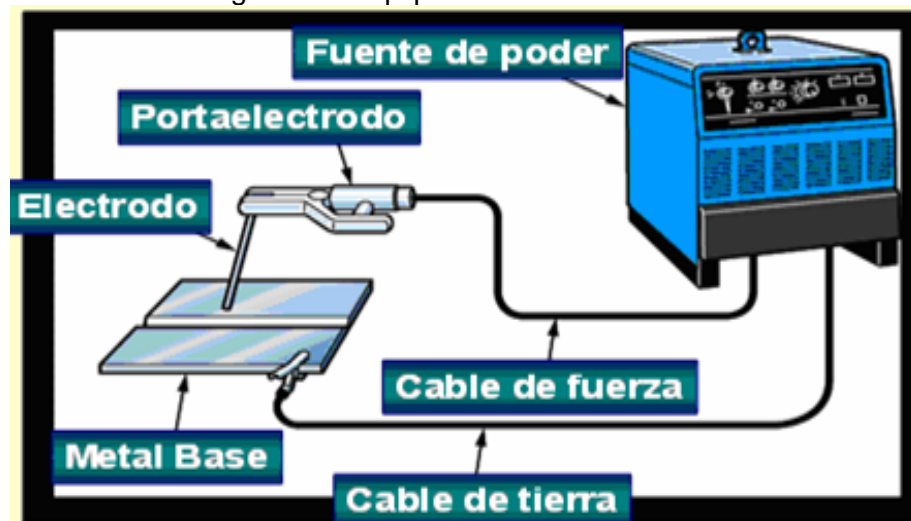 Fuente de poder
Portaelectrodo
Electrodo
Cable de fuerza
Metal Base
Cable de tierra